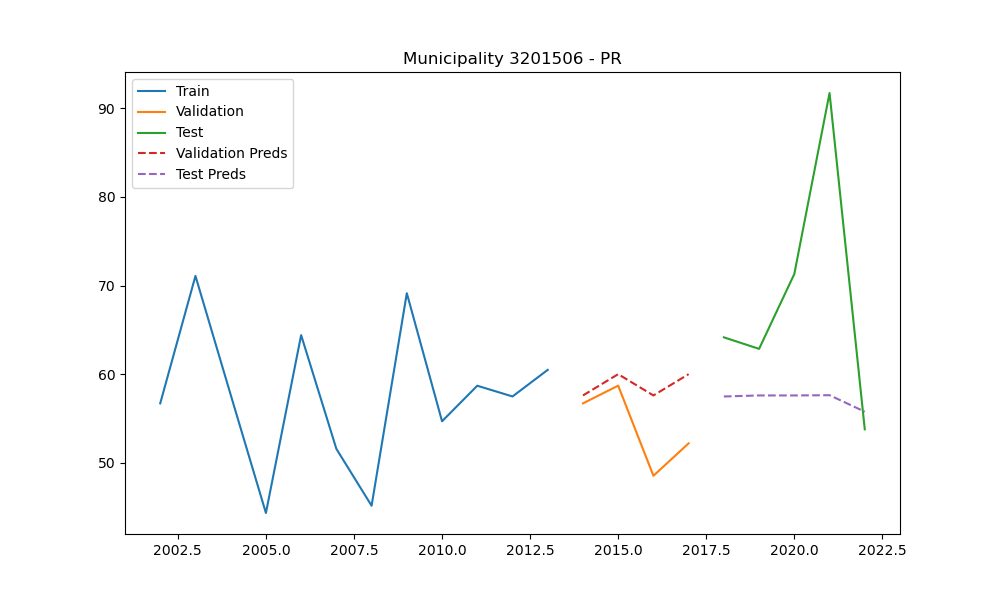 Municipality 3201506 - PR
Train
Validation
Test
Validation Preds
Test Preds
90
80
70
60
50
2002.5 2005.0 2007.5 2010.0 2012.5 2015.0 2017.5 2020.0 2022.5